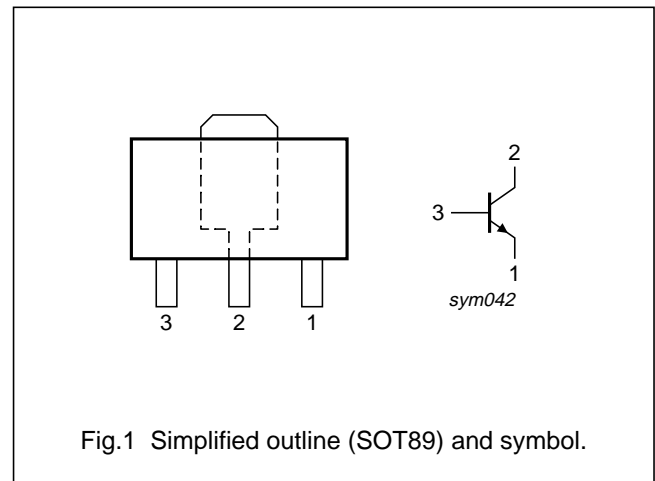 2
3
1
sym042
3 2 1
Fig.1 Simplified outline (SOT89) and symbol.